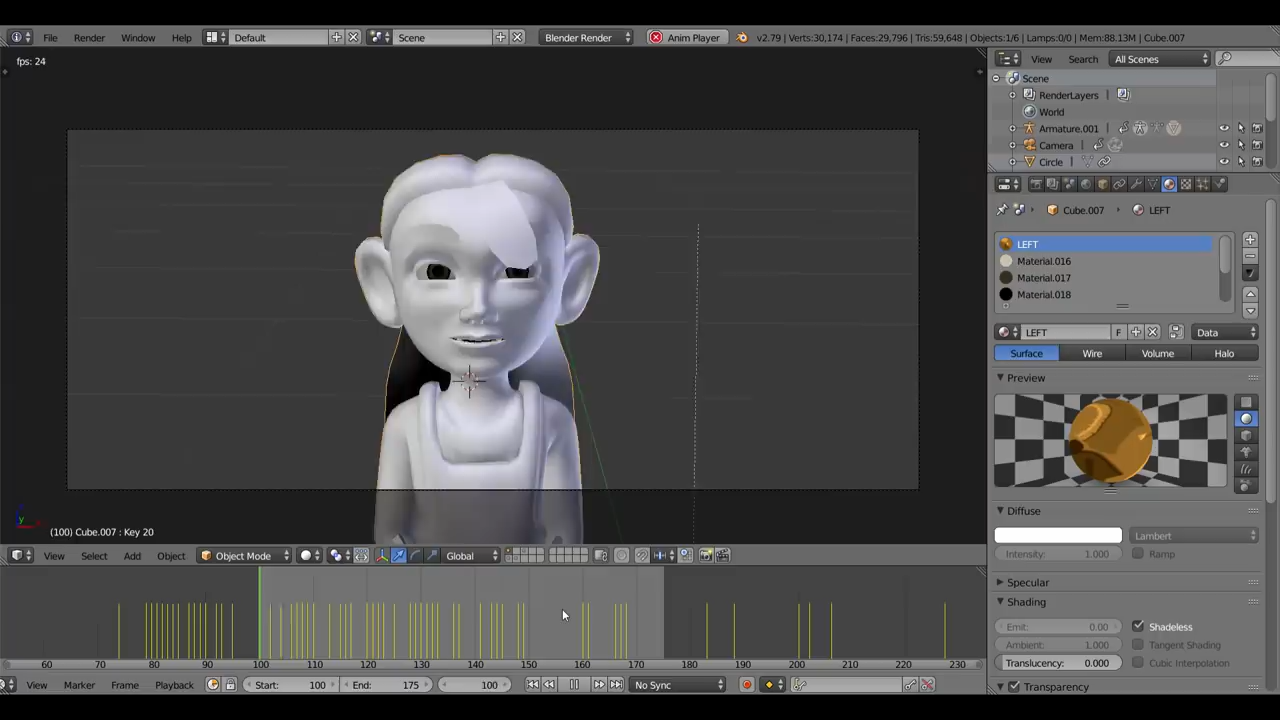 File Render Window Help Default Scene Blender Render Anim Player v2.79 | Verts:30,174 | Faces:29,796 | Tris:59,648 | Objects:1/6 | Lamps:0/0 | Mem:88.13M | Cube.007
fps: 24
View Search All Scenes
Scene
RenderLayers
World
Armature.001
Camera
Circle
Cube.007 LEFT
LEFT
Material.016
Material.017
Material.018
LEFT F Data
Surface Wire Volume Halo
Preview
Diffuse
Lambert
Intensity: 1.000 Ramp
Specular
Shading
Emit: 0.00 Shadeless
Ambient: 1.000 Tangent Shading
Translucency: 0.000 Cubic Interpolation
Transparency
y
(100) Cube.007 : Key 20
View Select Add Object Object Mode Global
60 70 80 90 100 110 120 130 140 150 160 170 180 190 200 210 220 230
View Marker Frame Playback Start: 100 End: 175 100 No Sync